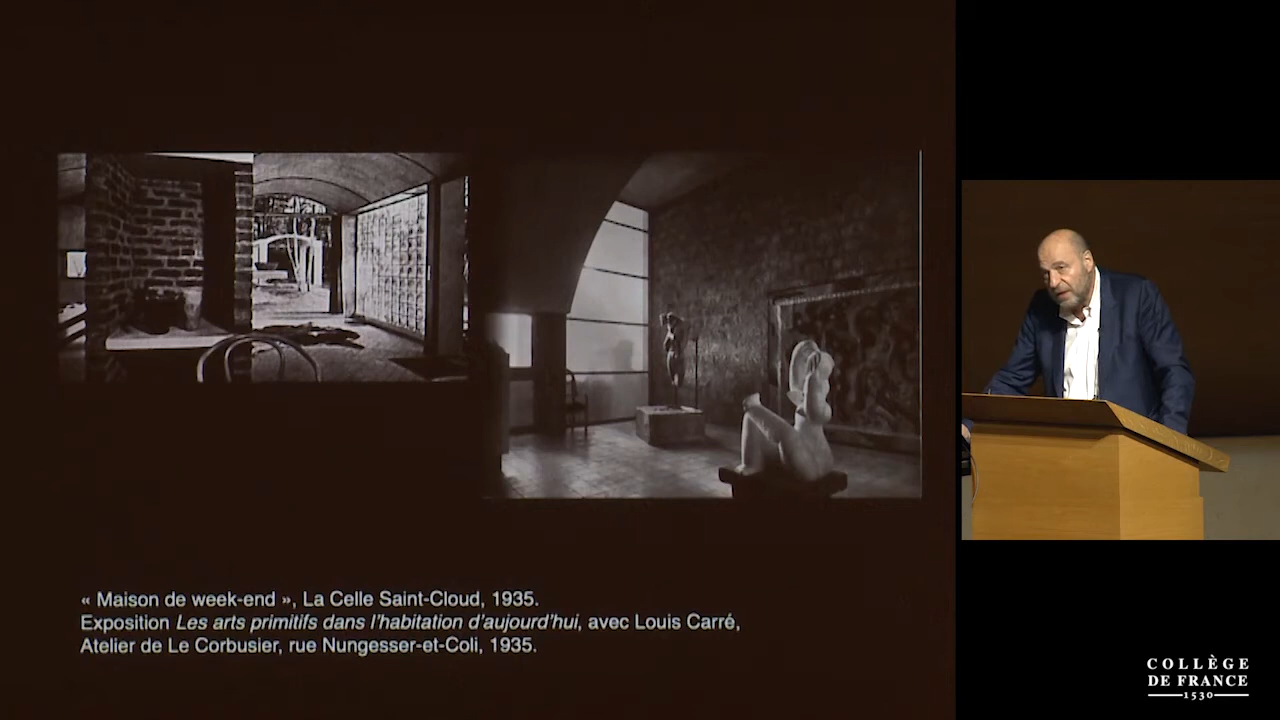 « Maison de week-end », La Celle Saint-Cloud, 1935.
Exposition Les arts primitifs dans l'habitation d'aujourd'hui, avec Louis Carré,
Atelier de Le Corbusier, rue Nungesser-et-Coli, 1935.
COLLÈGE
DE FRANCE
1530